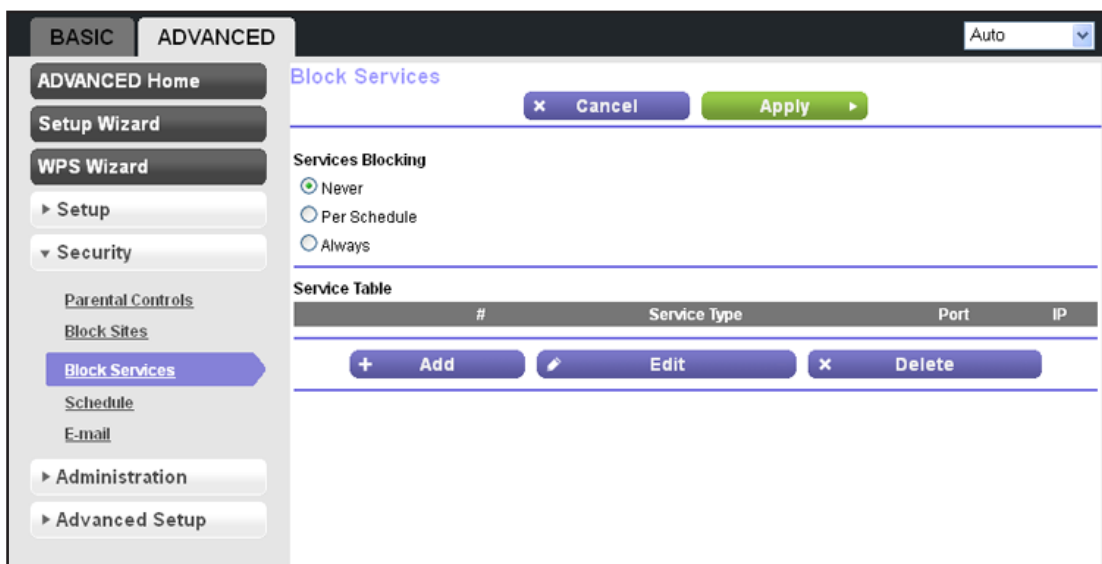 BASIC
ADVANCED
Auto
ADVANCED Home
Setup Wizard
WPS Wizard
Setup
Security
Parental Controls
Block Sites
Block Services
Schedule
E-mail
Administration
Advanced Setup
Block Services
Cancel
Apply
Services Blocking
Never
Per Schedule
Always
Service Table
# Service Type Port IP
Add
Edit
Delete